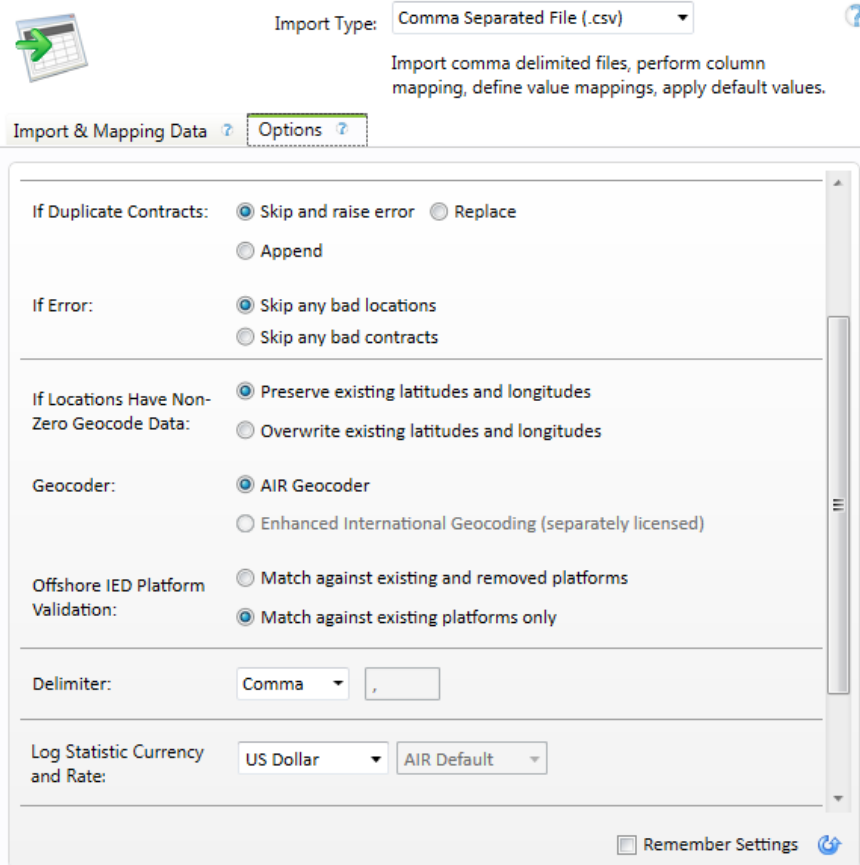 Import Type: Comma Separated File (.csv)
?
Import comma delimited files, perform column
mapping, define value mappings, apply default values.
Import & Mapping Data ? Options ?
If Duplicate Contracts: Skip and raise error Replace
Append
If Error: Skip any bad locations
Skip any bad contracts
If Locations Have Non-
Zero Geocode Data:
Preserve existing latitudes and longitudes
Overwrite existing latitudes and longitudes
Geocoder: AIR Geocoder
Enhanced International Geocoding (separately licensed)
Offshore IED Platform
Validation:
Match against existing and removed platforms
Match against existing platforms only
Delimiter: Comma ,
Log Statistic Currency
and Rate:
US Dollar AIR Default
Remember Settings